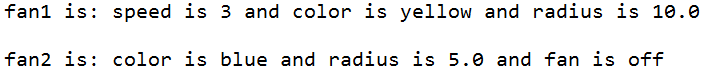 fan1 is: speed is 3 and color is yellow and radius is 10.0
fan2 is: color is blue and radius is 5.0 and fan is off